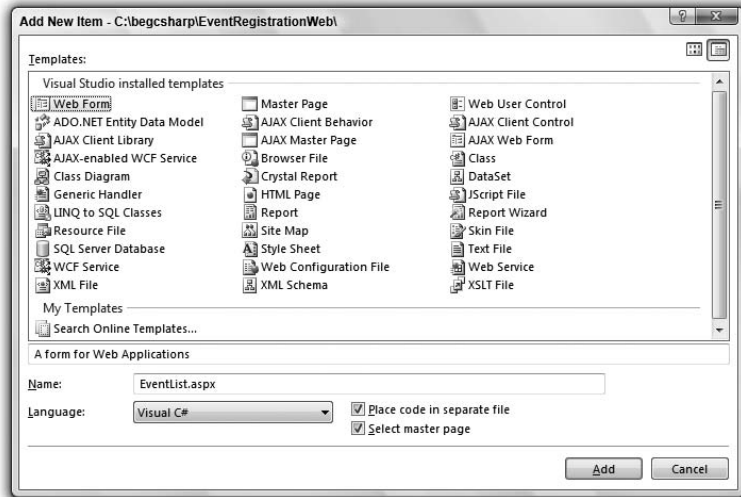 Add New Item - C:\begcsharp\EventRegistrationWeb\
Templates:
Visual Studio installed templates
Web Form Master Page Web User Control
ADO.NET Entity Data Model AJAX Client Behavior AJAX Client Control
AJAX Client Library AJAX Master Page AJAX Web Form
AJAX-enabled WCF Service Browser File Class
Class Diagram Crystal Report DataSet
Generic Handler HTML Page JScript File
LINQ to SQL Classes Report Report Wizard
Resource File Site Map Skin File
SQL Server Database Style Sheet Text File
WCF Service Web Configuration File Web Service
XML File XML Schema XSLT File
My Templates
Search Online Templates...
A form for Web Applications
Name: EventList.aspx
Language: Visual C# Place code in separate file
Select master page
Add Cancel